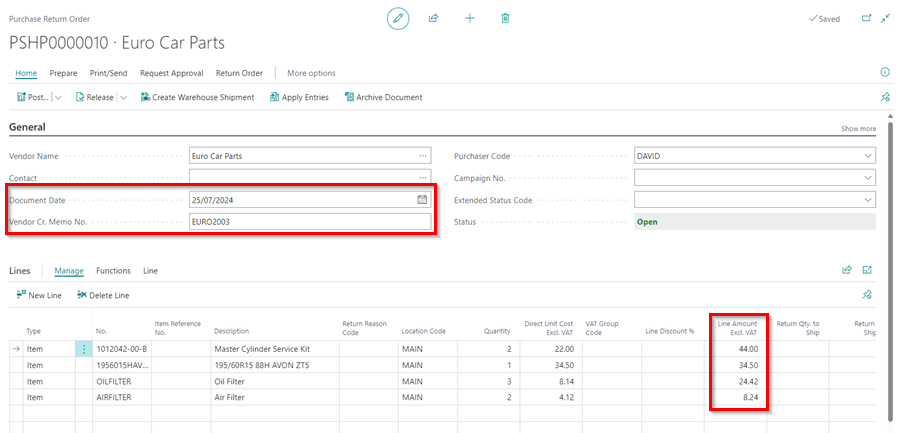 Purchase Return Order
Saved
PSHP0000010 · Euro Car Parts
Home Prepare Print/Send Request Approval Return Order More options
Post... Release Create Warehouse Shipment Apply Entries Archive Document
General Show more
Vendor Name Euro Car Parts ... Purchaser Code DAVID
Contact ... Campaign No.
Document Date 25/07/2024 Extended Status Code
Vendor Cr. Memo No. EURO2003 Status Open
Lines Manage Functions Line
New Line Delete Line
Type No. Item Reference No. Description Return Reason Code Location Code Quantity Direct Unit Cost Excl. VAT VAT Group Code Line Discount % Line Amount Excl. VAT Return Qty. to Ship Return Ship
Item 1012042-00-B Master Cylinder Service Kit MAIN 2 22.00 44.00
Item 1956015HAV... 195/60R15 88H AVON ZT5 MAIN 1 34.50 34.50
Item OILFILTER Oil Filter MAIN 3 8.14 24.42
Item AIRFILTER Air Filter MAIN 2 4.12 8.24